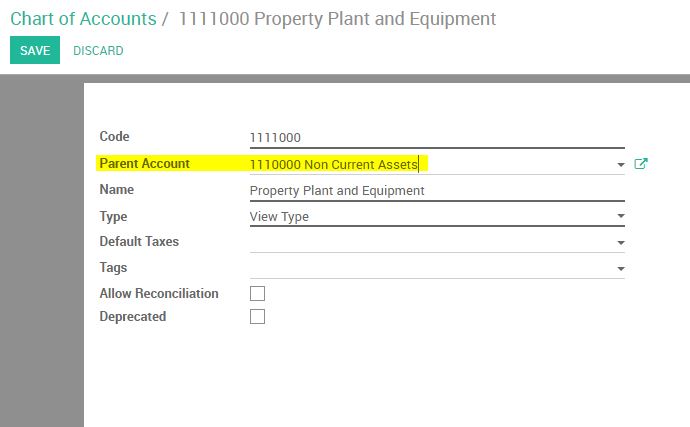 Chart of Accounts / 1111000 Property Plant and Equipment
SAVE DISCARD
Code 1111000
Parent Account 1110000 Non Current Assets
Name Property Plant and Equipment
Type View Type
Default Taxes
Tags
Allow Reconciliation
Deprecated